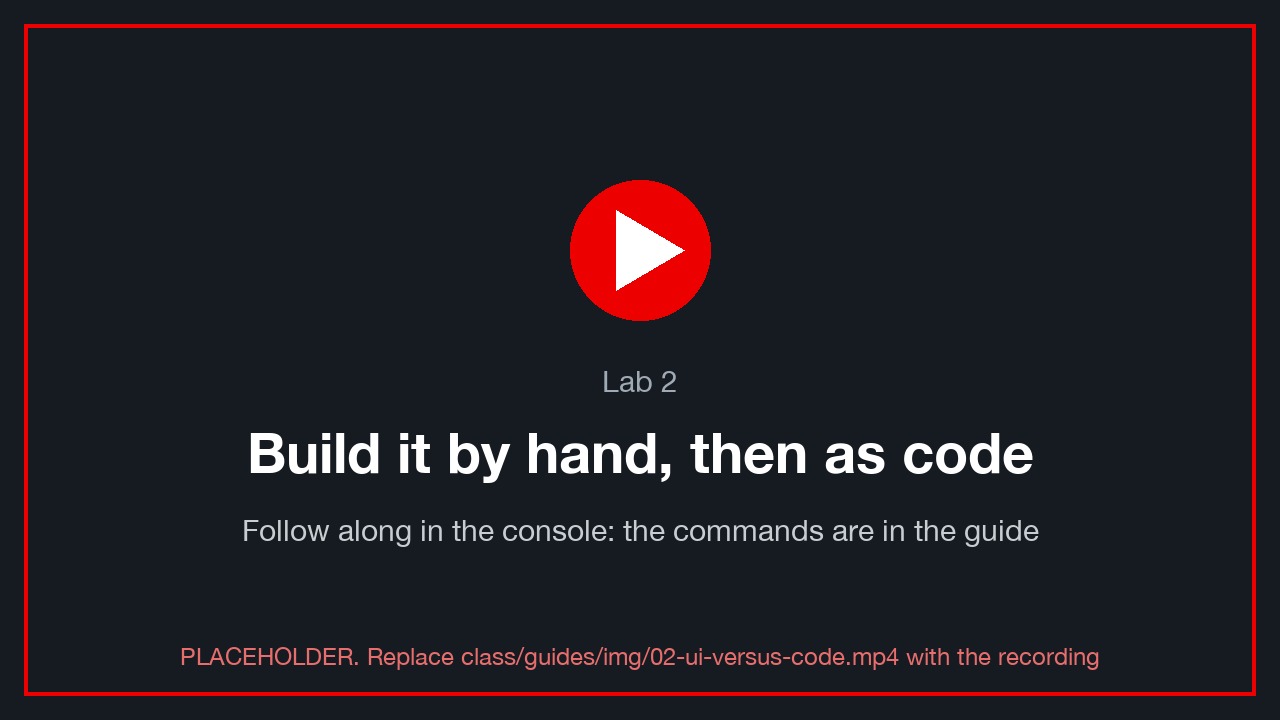 Lab 2
Build it by hand, then as code
Follow along in the console: the commands are in the guide
PLACEHOLDER. Replace class/guides/img/02-ui-versus-code.mp4 with the recording